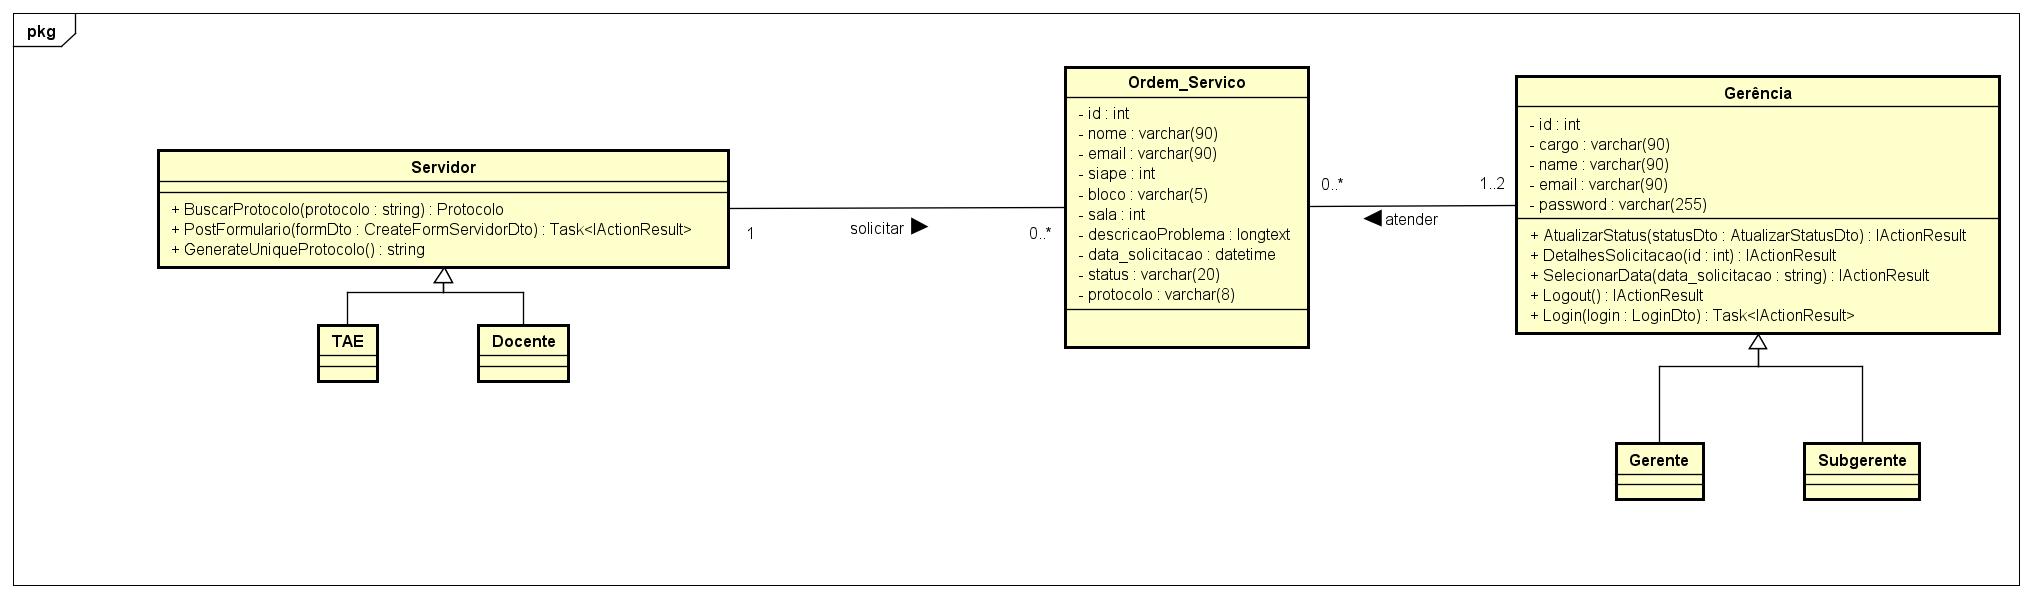 pkg
Servidor
+ BuscarProtocolo(protocolo : string) : Protocolo
+ PostFormulario(formDto : CreateFormServidorDto) : Task<IActionResult>
+ GenerateUniqueProtocolo() : string
TAE
Docente
1
solicitar
0..*
Ordem_Servico
- id : int
- nome : varchar(90)
- email : varchar(90)
- siape : int
- bloco : varchar(5)
- sala : int
- descricaoProblema : longtext
- data_solicitacao : datetime
- status : varchar(20)
- protocolo : varchar(8)
0..*
1..2
atender
Gerência
- id : int
- cargo : varchar(90)
- name : varchar(90)
- email : varchar(90)
- password : varchar(255)
+ AtualizarStatus(statusDto : AtualizarStatusDto) : IActionResult
+ DetalhesSolicitacao(id : int) : IActionResult
+ SelecionarData(data_solicitacao : string) : IActionResult
+ Logout() : IActionResult
+ Login(login : LoginDto) : Task<IActionResult>
Gerente
Subgerente